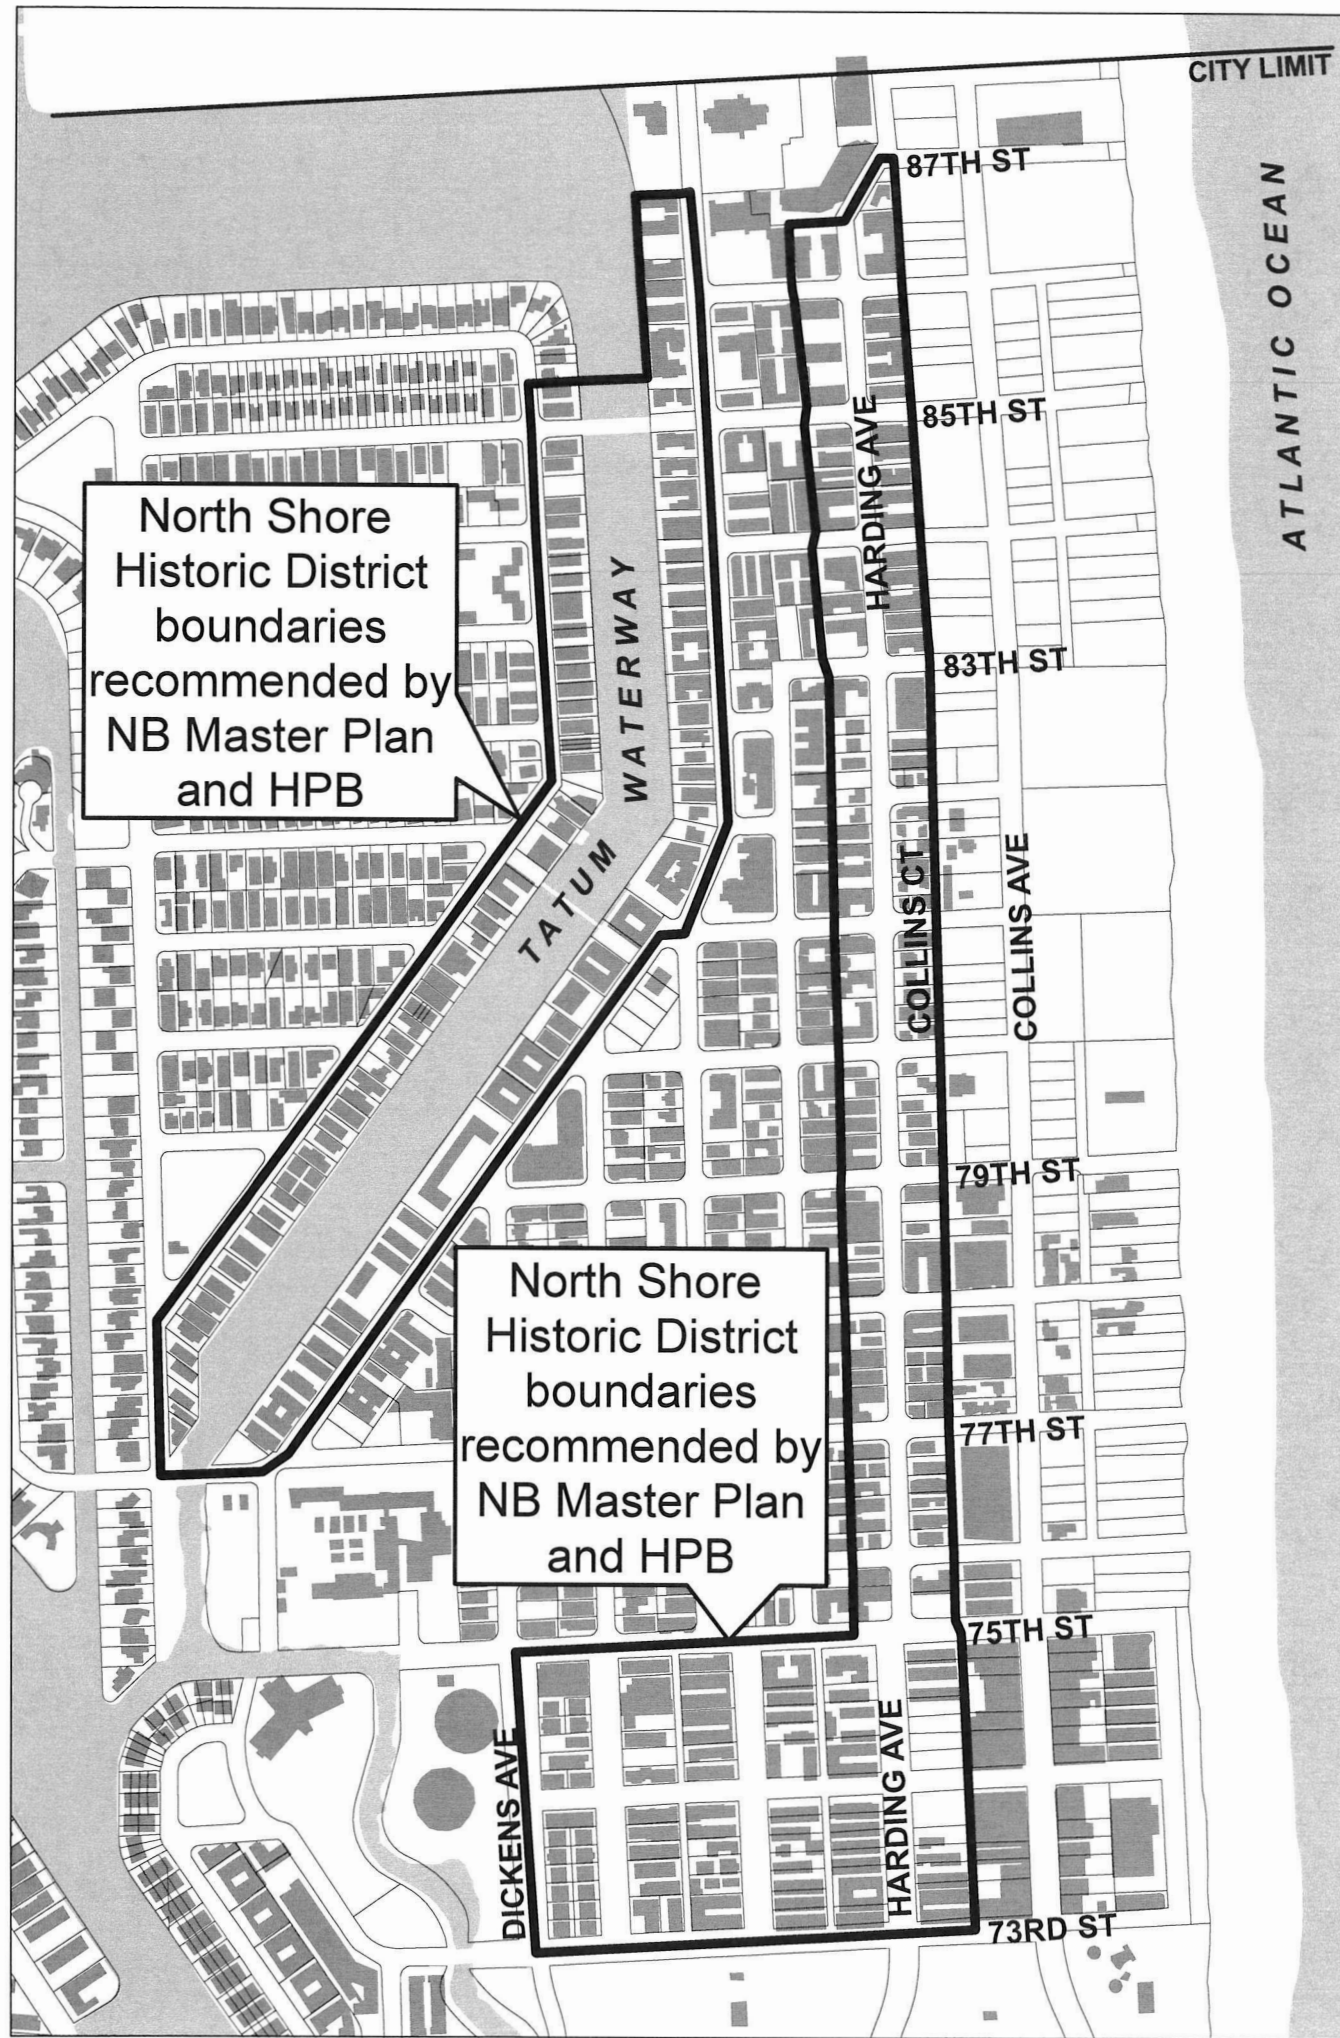 CITY LIMIT
87TH ST
ATLANTIC OCEAN
85TH ST
HARDING AVE
North Shore
Historic District
boundaries
recommended by
NB Master Plan
and HPB
WATERWAY
83TH ST
TATUM
COLLINS CT
COLLINS AVE
79TH ST
North Shore
Historic District
boundaries
recommended by
NB Master Plan
and HPB
77TH ST
75TH ST
DICKENS AVE
HARDING AVE
73RD ST